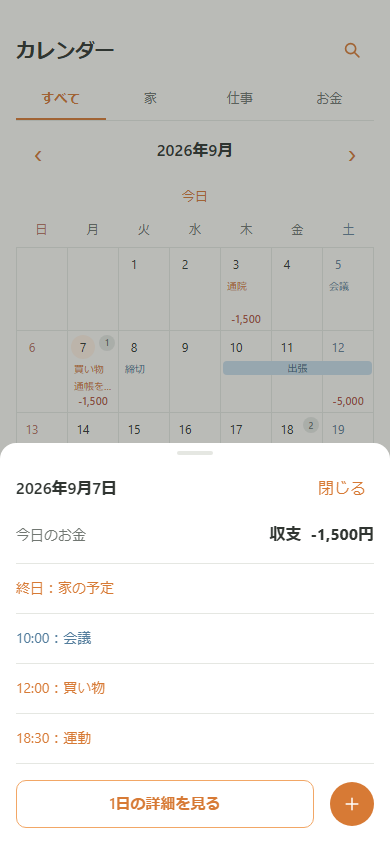 カレンダー
すべて 家 仕事 お金
‹ 2026年9月 ›
今日
日 月 火 水 木 金 土
1 2 3 4 5
通院 会議
-1,500
6 7 1 8 9 10 11 12
買い物 締切 出張
通帳を...
-1,500 -5,000
13 14 15 16 17 18 2 19
2026年9月7日 閉じる
今日のお金 収支 -1,500円
終日：家の予定
10:00：会議
12:00：買い物
18:30：運動
1日の詳細を見る +